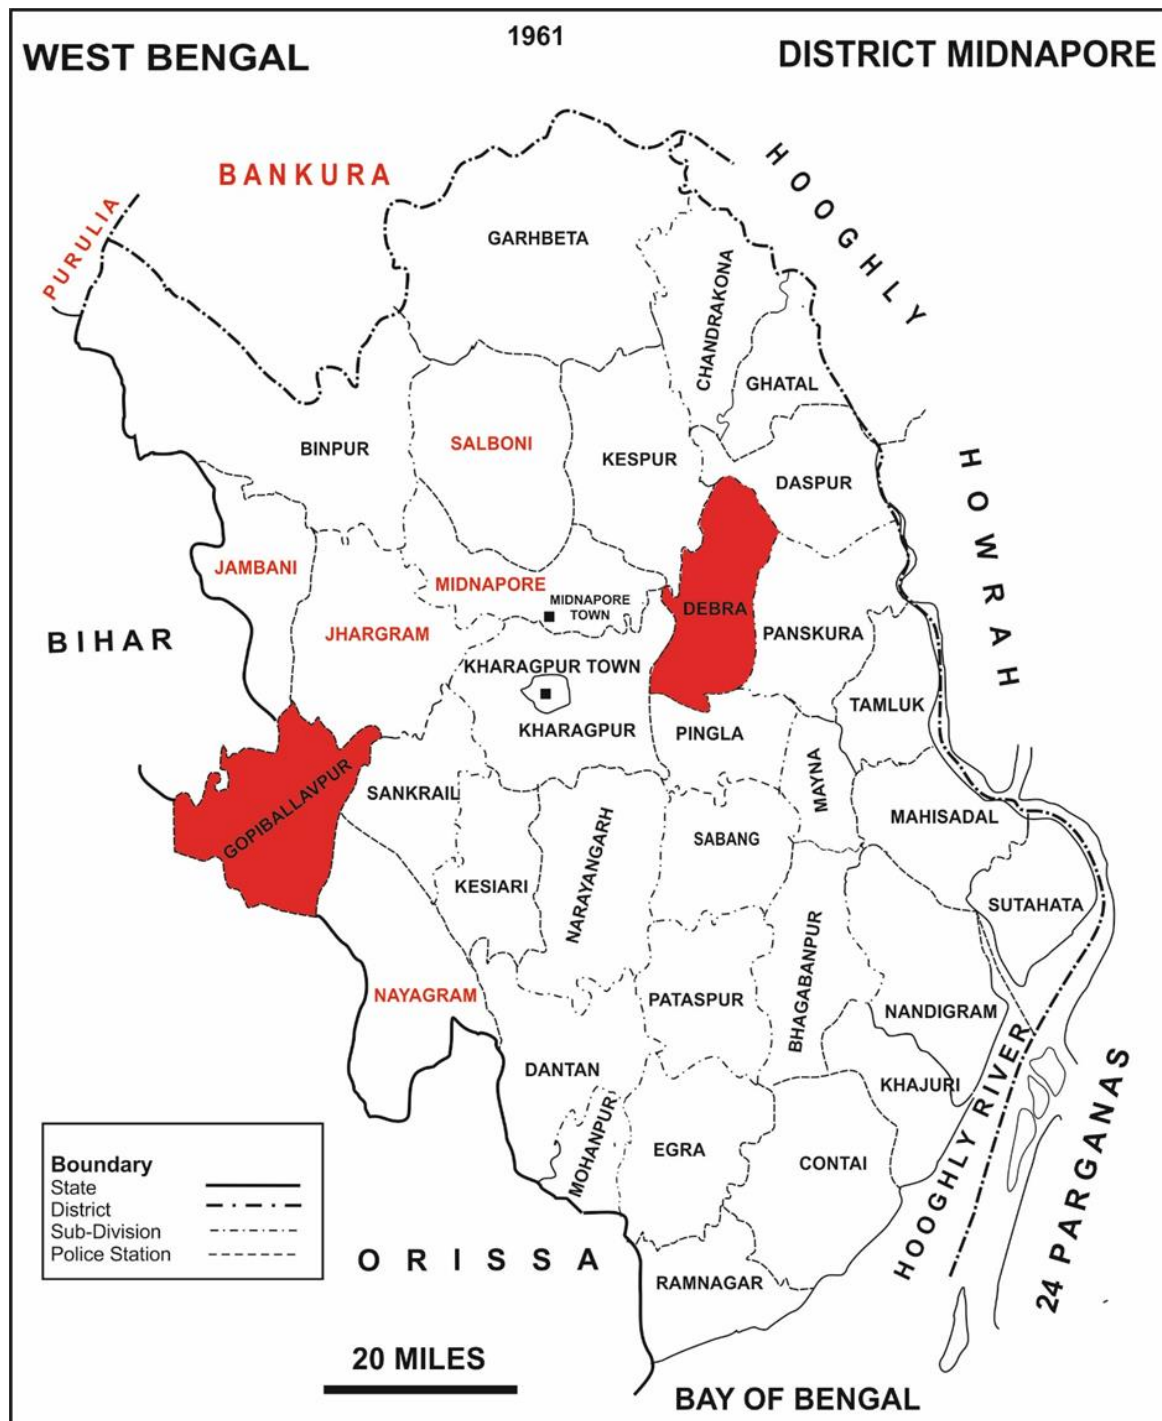 1961
WEST BENGAL
DISTRICT MIDNAPORE
BANKURA
HOOGHLY
PURULIA
GARHBETA
CHANDRAKONA
GHATAL
BINPUR
SALBONI
KESPUR
DASPUR
HOWRAH
JAMBANI
MIDNAPORE
MIDNAPORE
TOWN
DEBRA
BIHAR
JHARGRAM
PANSKURA
KHARAGPUR TOWN
TAMLUK
KHARAGPUR
PINGLA
GOPIBALLAVPUR
SANKRAIL
MAYNA
MAHISADAL
SABANG
KESIARI
NARAYANGARH
SUTAHATA
BHAGABANPUR
NAYAGRAM
PATASPUR
NANDIGRAM
DANTAN
KHAJURI
HOOGHLY RIVER
24 PARGANAS
MOHANPUR
EGRA
CONTAI
Boundary
State
District
Sub-Division
Police Station
ORISSA
RAMNAGAR
20 MILES
BAY OF BENGAL